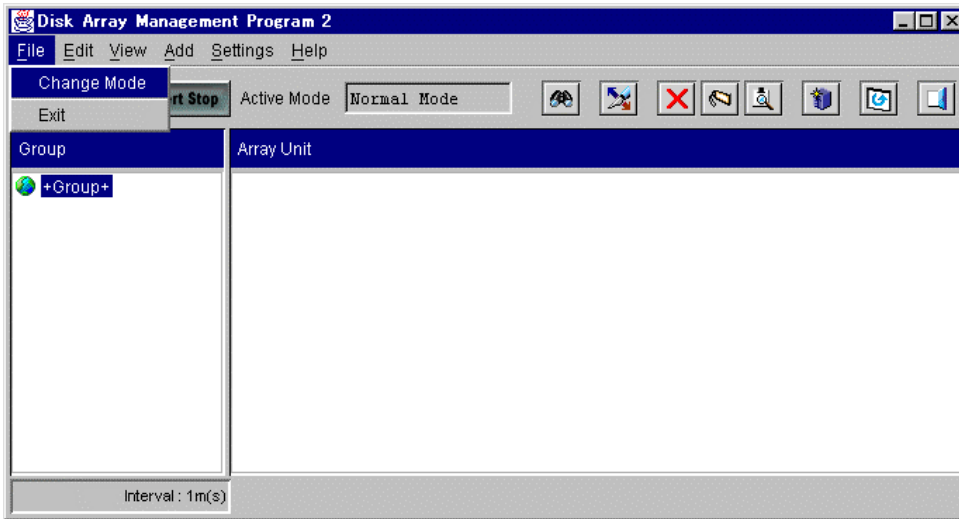 Disk Array Management Program 2
File Edit View Add Settings Help
Change Mode
Exit
rt Stop Active Mode Normal Mode
Group Array Unit
+Group+
Interval : 1m(s)